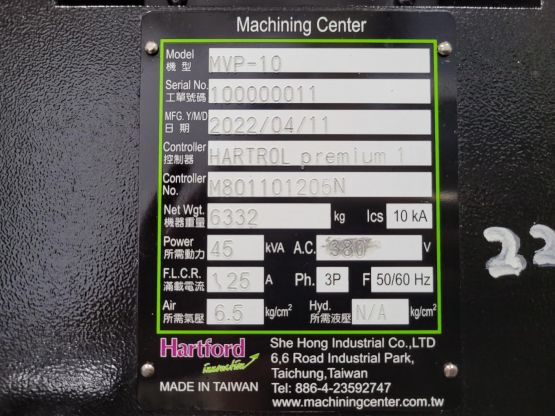 Machining Center
Model
機 型
MVP-10
Serial No.
工單號碼
100000011
MFG. Y/M/D
日 期
2022/04/11
Controller
控制器
HARTROL premium 1
Controller No.
M801101205N
Net Wgt.
機器重量
6332 kg Ics 10 kA
Power
所需動力
45 kVA A.C. 380 V
F.L.C.R.
滿載電流
125 A Ph. 3P F 50/60 Hz
Air
所需氣壓
6.5 kg/cm² Hyd.
所需液壓
N/A kg/cm²
Hartford
innovation
MADE IN TAIWAN
She Hong Industrial Co.,LTD
6,6 Road Industrial Park,
Taichung,Taiwan
Tel: 886-4-23592747
www.machiningcenter.com.tw